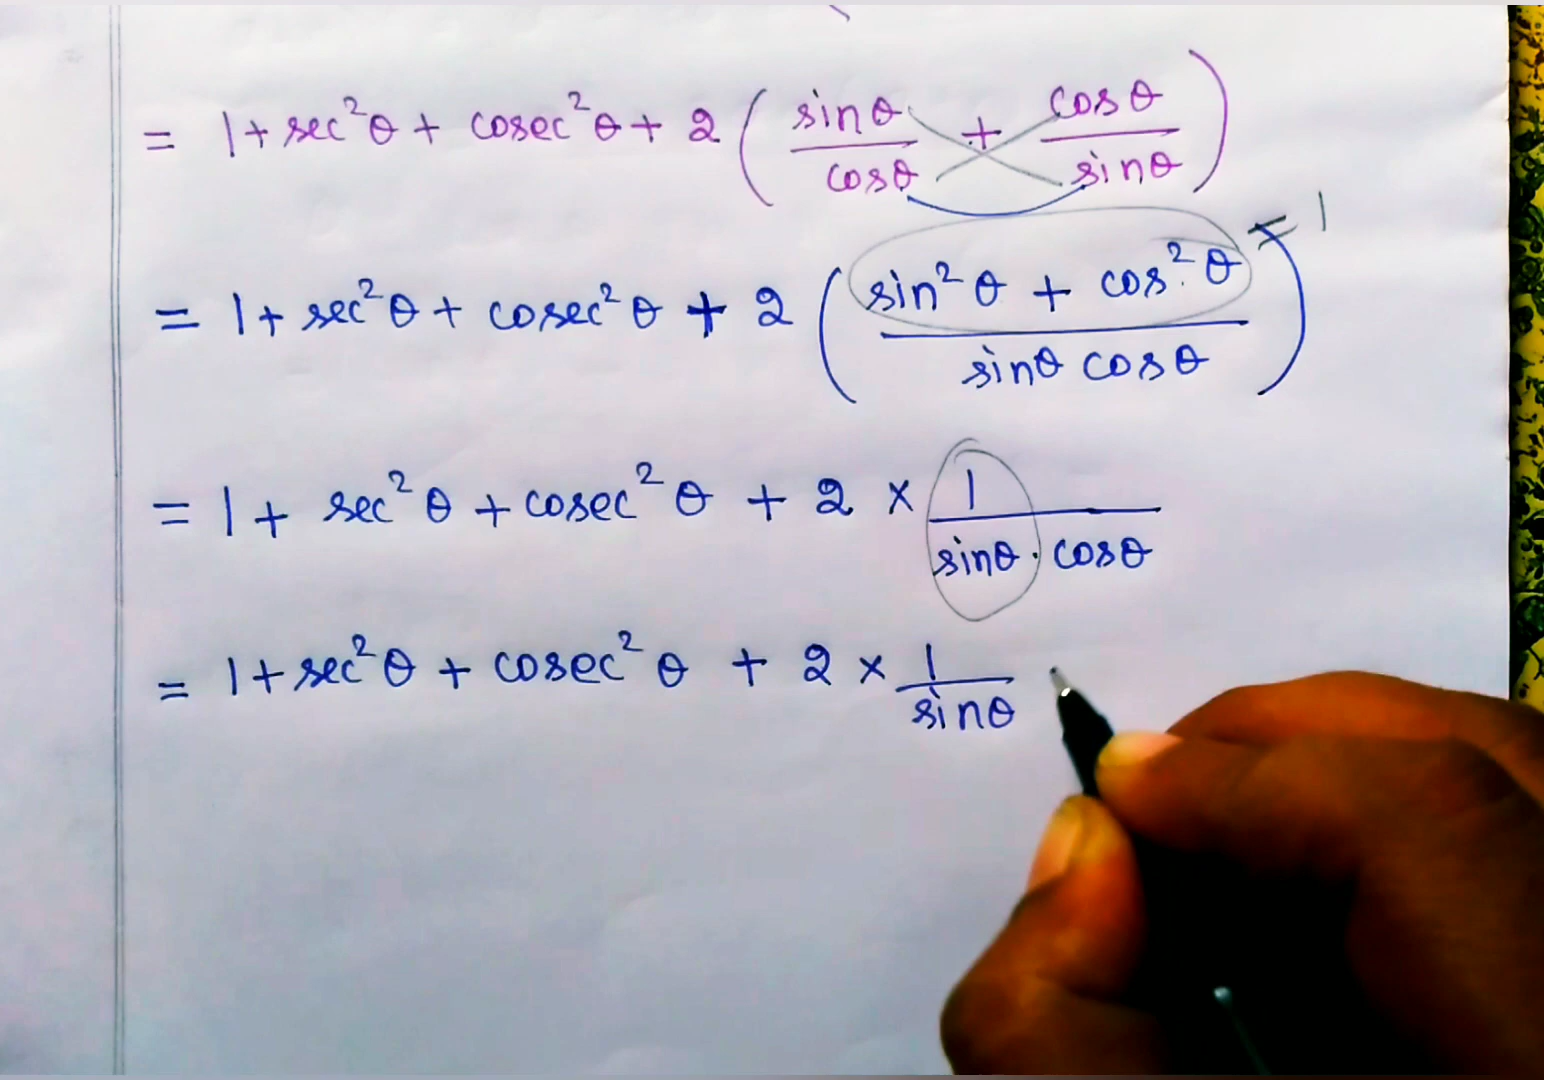 = 1 + sec²θ + cosec²θ + 2 ( sinθ/cosθ + cosθ/sinθ )
= 1 + sec²θ + cosec²θ + 2 ( sin²θ + cos²θ / sinθ cosθ ) = 1
= 1 + sec²θ + cosec²θ + 2 × 1 / sinθ . cosθ
= 1 + sec²θ + cosec²θ + 2 × 1 / sinθ